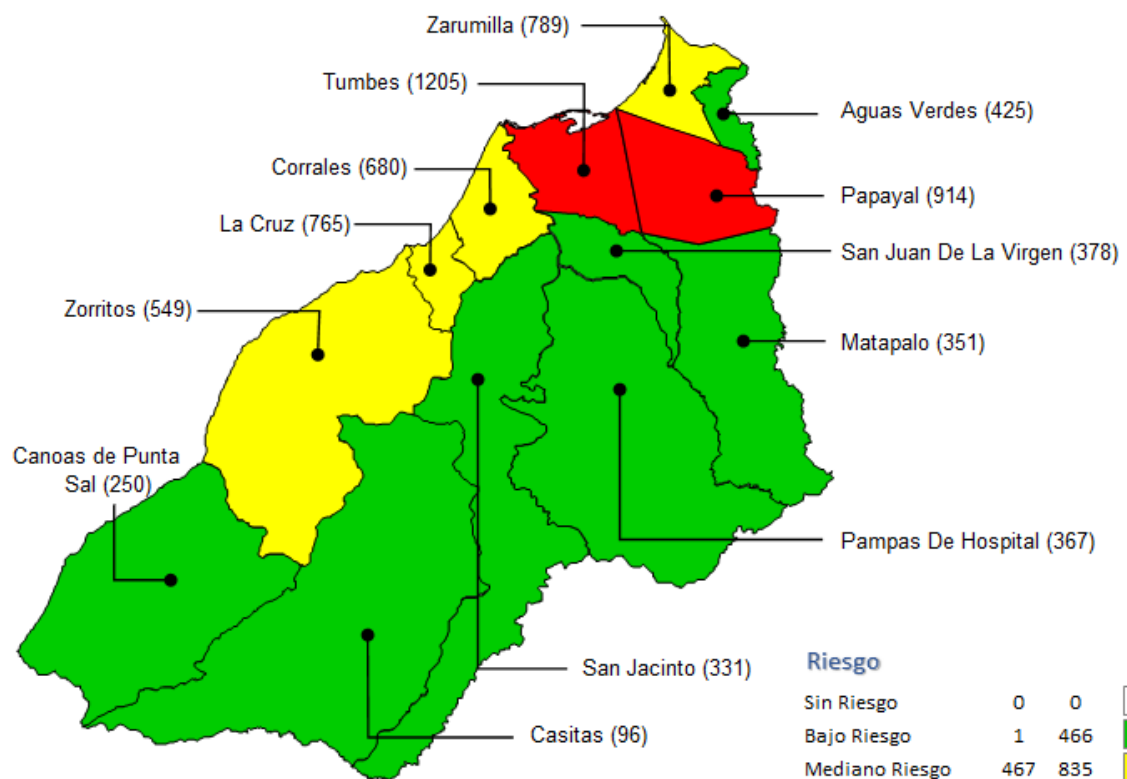 Zarumilla (789)
Tumbes (1205)
Aguas Verdes (425)
Corrales (680)
Papayal (914)
La Cruz (765)
San Juan De La Virgen (378)
Zorritos (549)
Matapalo (351)
Canoas de Punta
Sal (250)
Pampas De Hospital (367)
San Jacinto (331)
Casitas (96)
Riesgo
Sin Riesgo 0 0
Bajo Riesgo 1 466
Mediano Riesgo 467 835